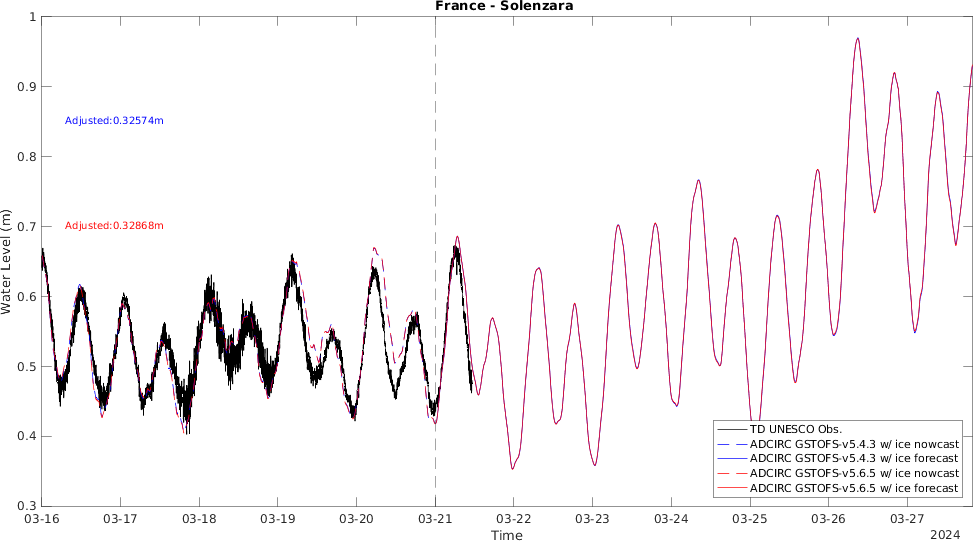 France - Solenzara
1
0.9
0.8
0.7
0.6
0.5
0.4
0.3
Water Level (m)
Adjusted:0.32574m
Adjusted:0.32868m
TD UNESCO Obs.
ADCIRC GSTOFS-v5.4.3 w/ ice nowcast
ADCIRC GSTOFS-v5.4.3 w/ ice forecast
ADCIRC GSTOFS-v5.6.5 w/ ice nowcast
ADCIRC GSTOFS-v5.6.5 w/ ice forecast
03-16 03-17 03-18 03-19 03-20 03-21 03-22 03-23 03-24 03-25 03-26 03-27
Time
2024